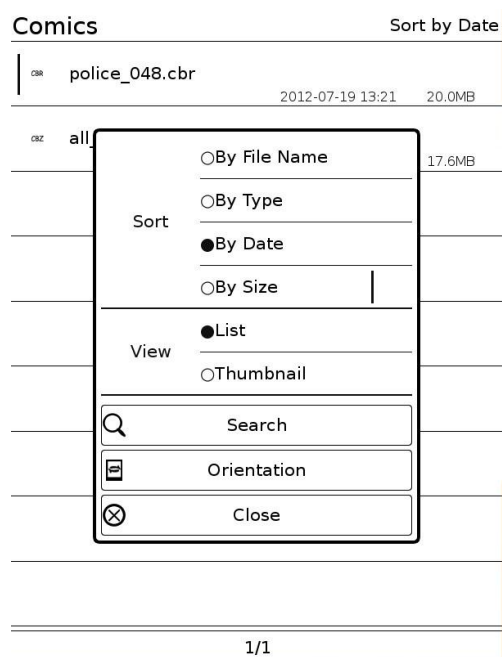 Comics Sort by Date
CBR police_048.cbr
2012-07-19 13:21 20.0MB
CBZ all_
17.6MB
Sort
By File Name
By Type
By Date
By Size
View
List
Thumbnail
Search
Orientation
Close
1/1